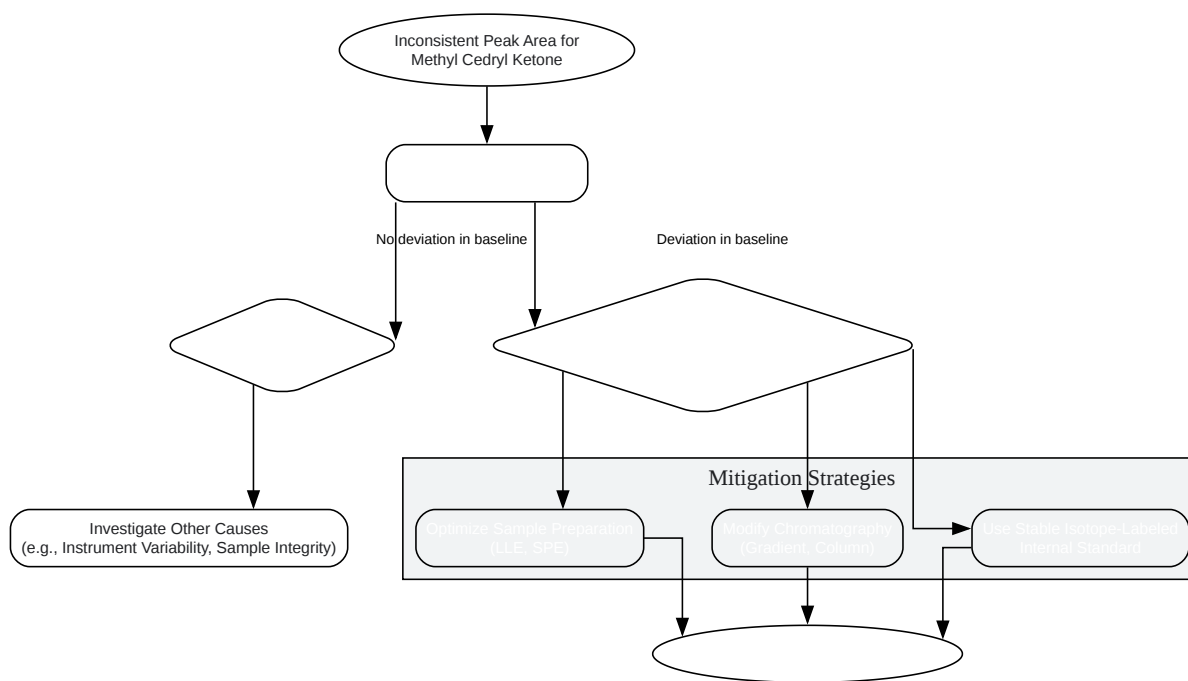 Inconsistent Peak Area for
Methyl Cedryl Ketone
No deviation in baseline
Deviation in baseline
Mitigation Strategies
Investigate Other Causes
(e.g., Instrument Variability, Sample Integrity)
Optimize Sample Preparation
(LLE, SPE)
Modify Chromatography
(Gradient, Column)
Use Stable Isotope-Labeled
Internal Standard